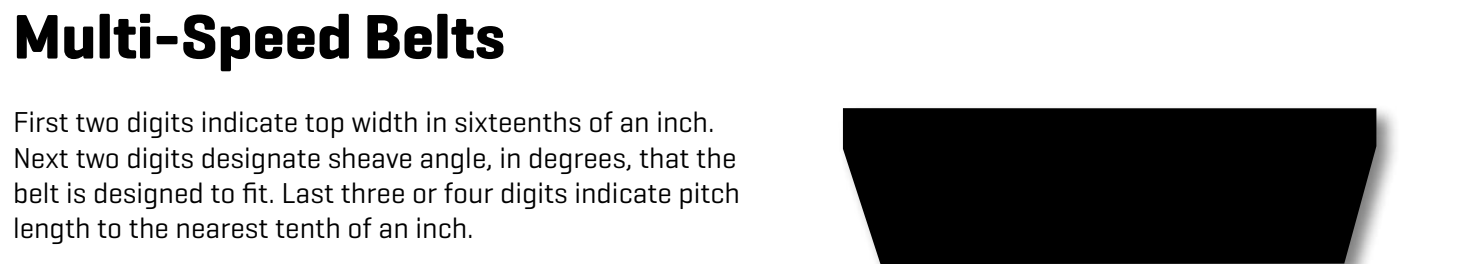 Multi-Speed Belts
First two digits indicate top width in sixteenths of an inch.
Next two digits designate sheave angle, in degrees, that the
belt is designed to fit. Last three or four digits indicate pitch
length to the nearest tenth of an inch.